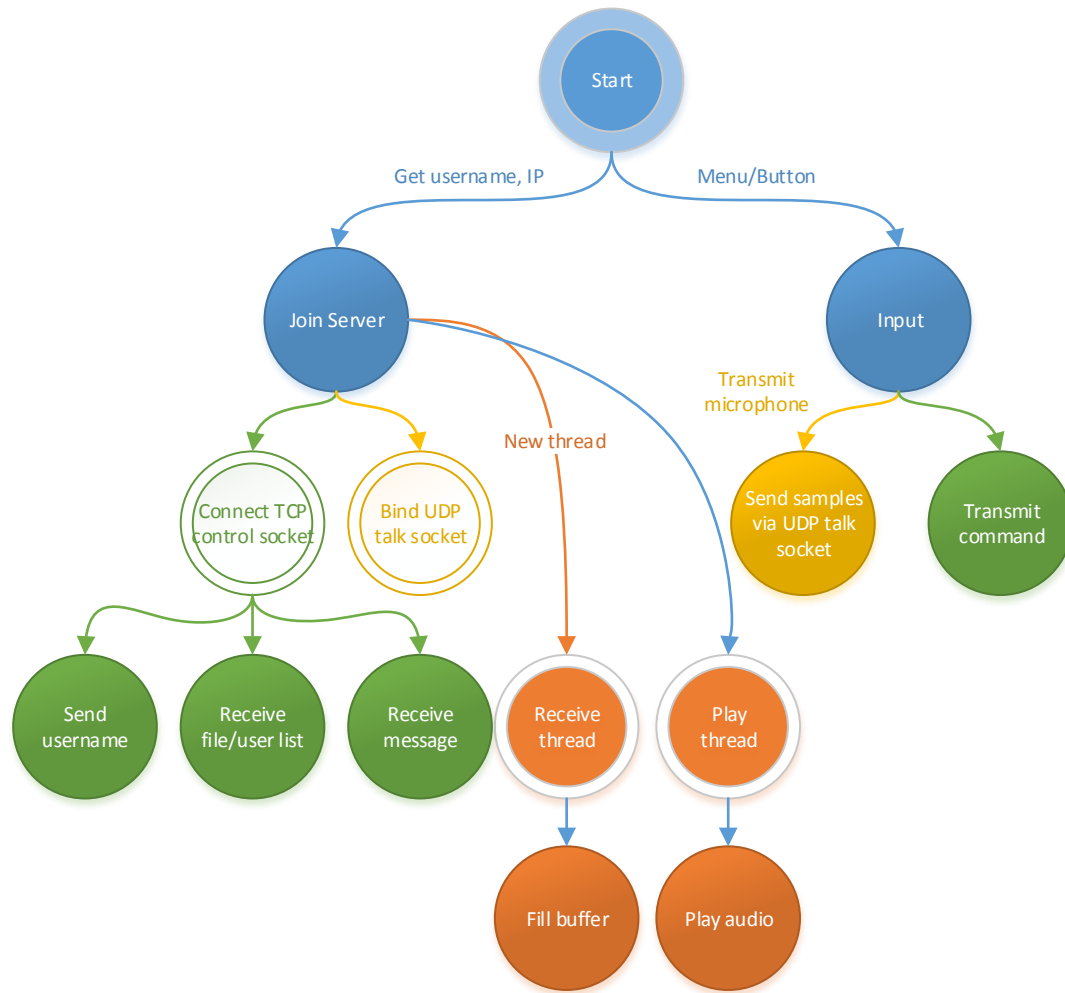 Start
Get username, IP
Menu/Button
Join Server
Input
Transmit
microphone
New thread
Connect TCP
control socket
Bind UDP
talk socket
Send samples
via UDP talk
socket
Transmit
command
Send
username
Receive
file/user list
Receive
message
Receive
thread
Play
thread
Fill buffer
Play audio